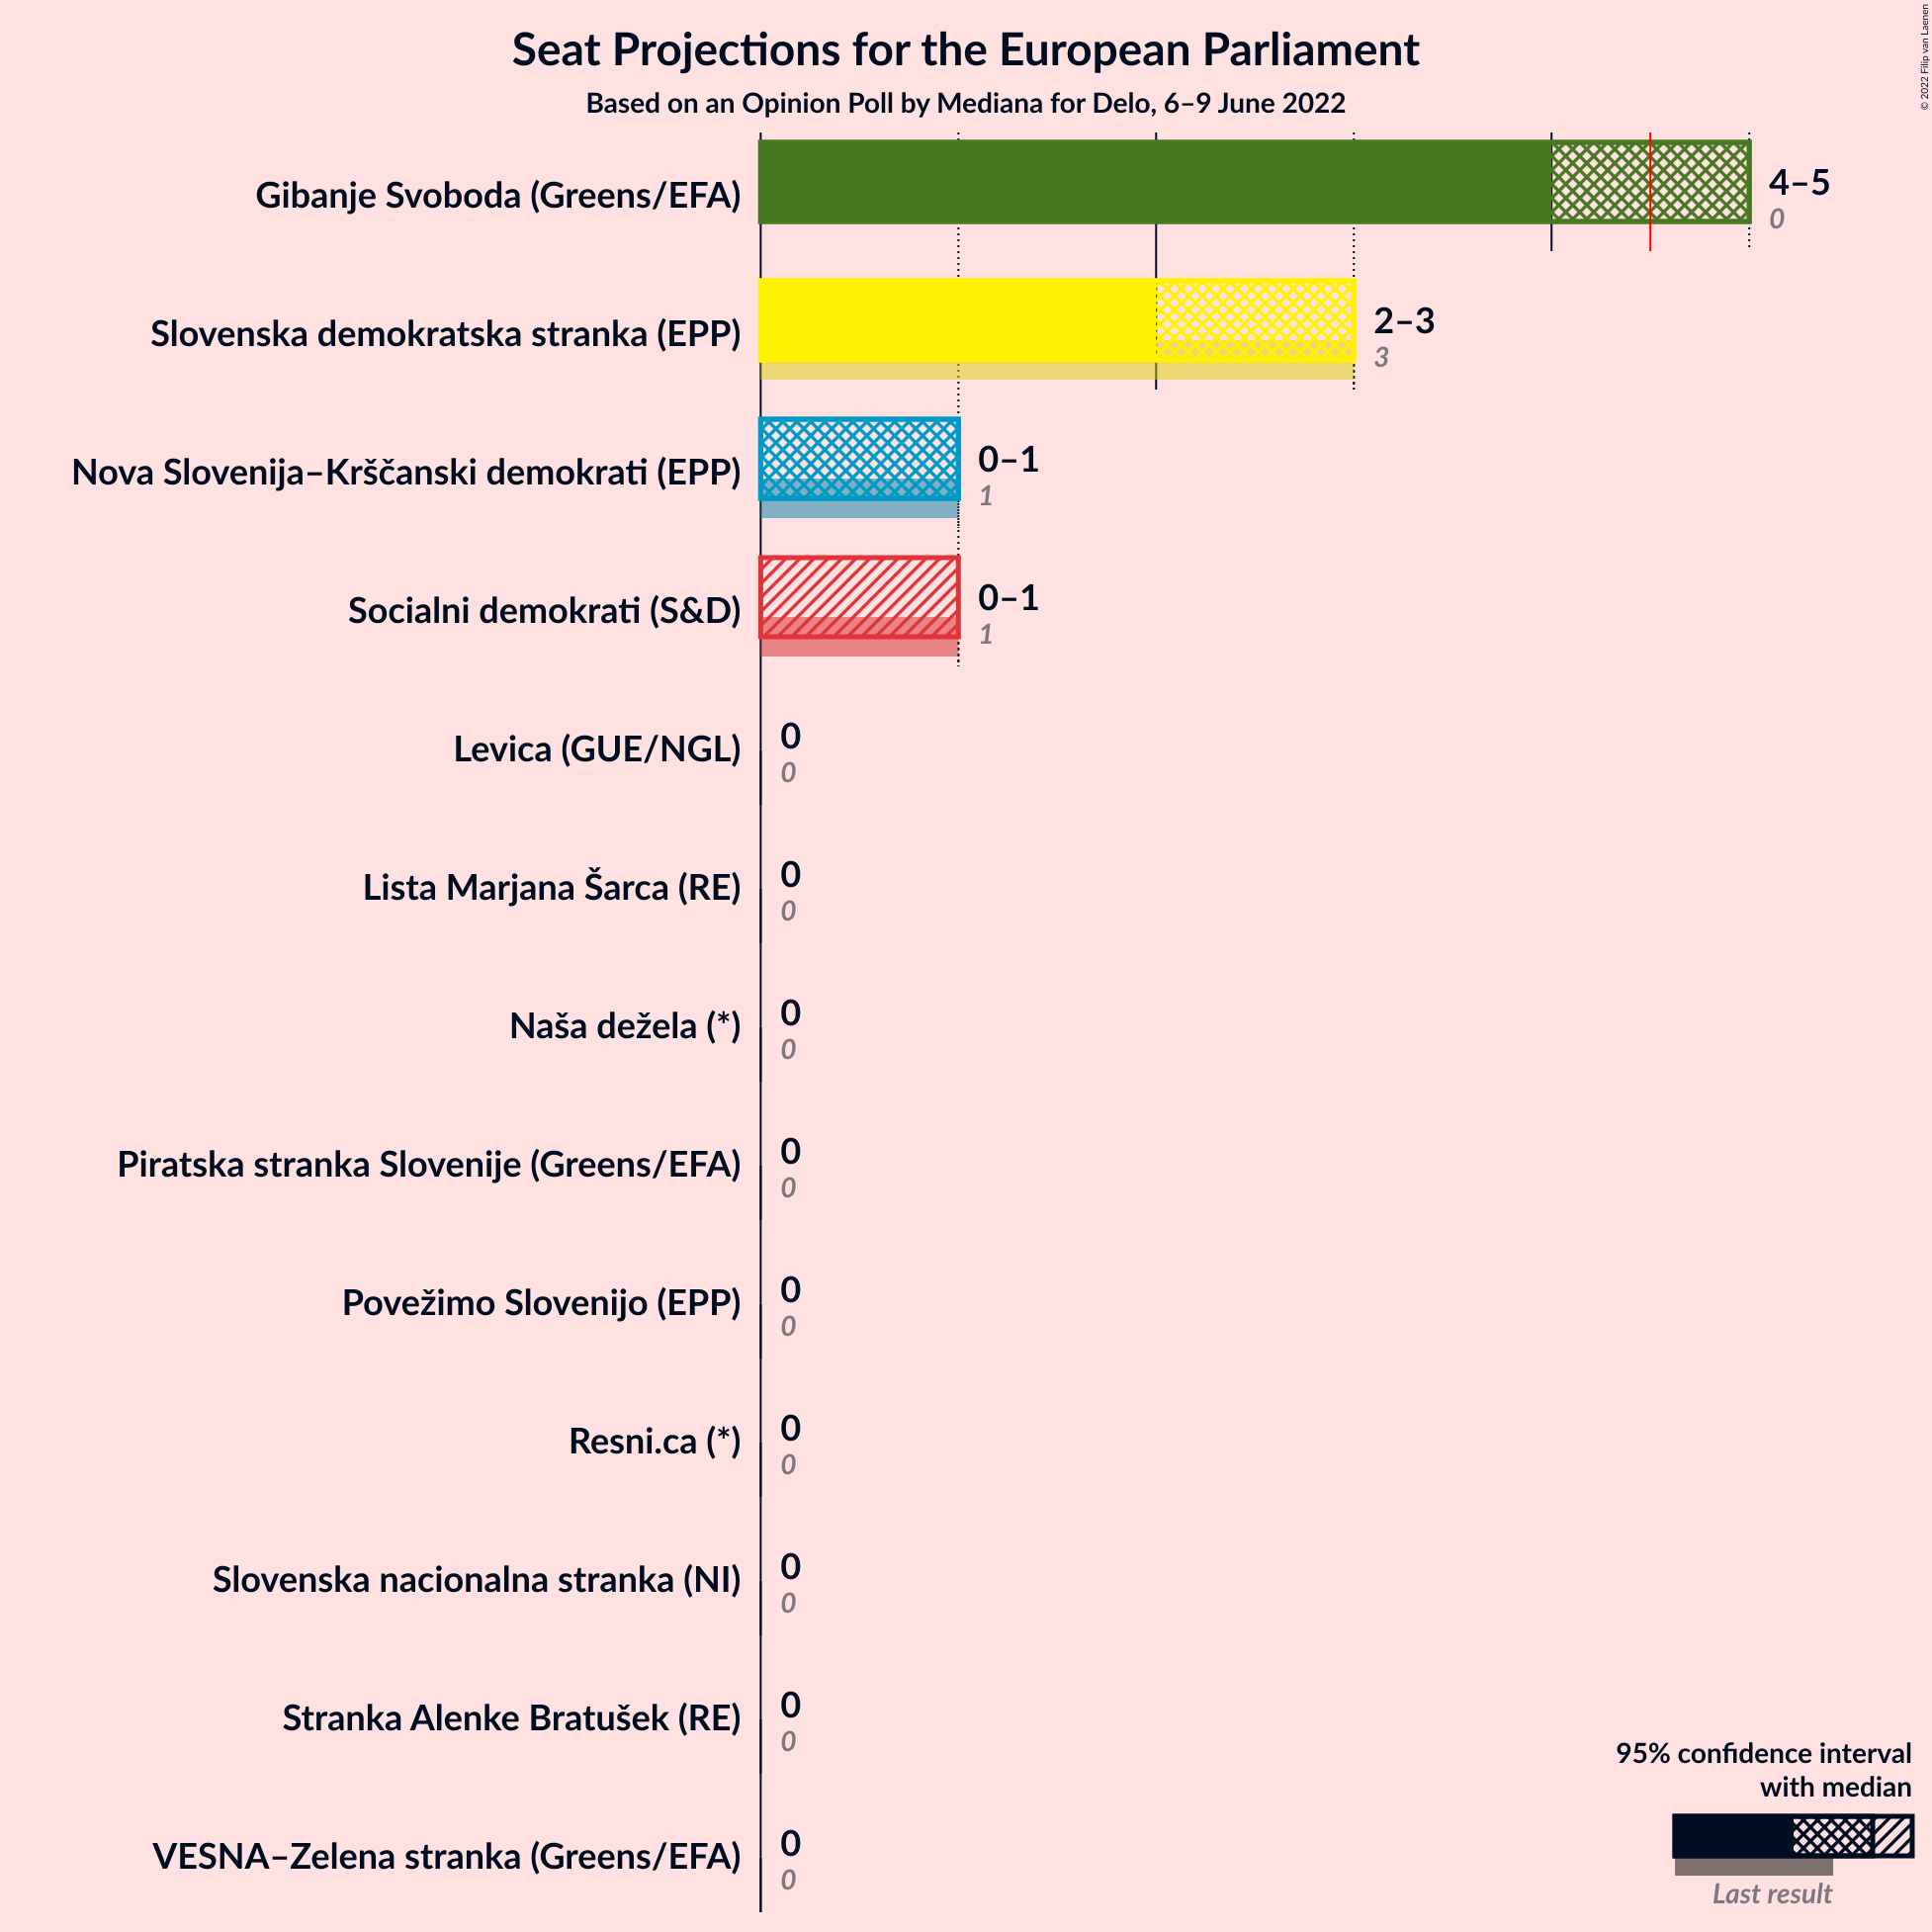 Seat Projections for the European Parliament
Based on an Opinion Poll by Mediana for Delo, 6–9 June 2022
© 2022 Filip van Laenen
Gibanje Svoboda (Greens/EFA)
4–5
0
Slovenska demokratska stranka (EPP)
2–3
3
Nova Slovenija–Krščanski demokrati (EPP)
0–1
1
Socialni demokrati (S&D)
0–1
1
Levica (GUE/NGL)
0
0
Lista Marjana Šarca (RE)
0
0
Naša dežela (*)
0
0
Piratska stranka Slovenije (Greens/EFA)
0
0
Povežimo Slovenijo (EPP)
0
0
Resni.ca (*)
0
0
Slovenska nacionalna stranka (NI)
0
0
Stranka Alenke Bratušek (RE)
0
0
VESNA–Zelena stranka (Greens/EFA)
0
0
95% confidence interval
with median
Last result